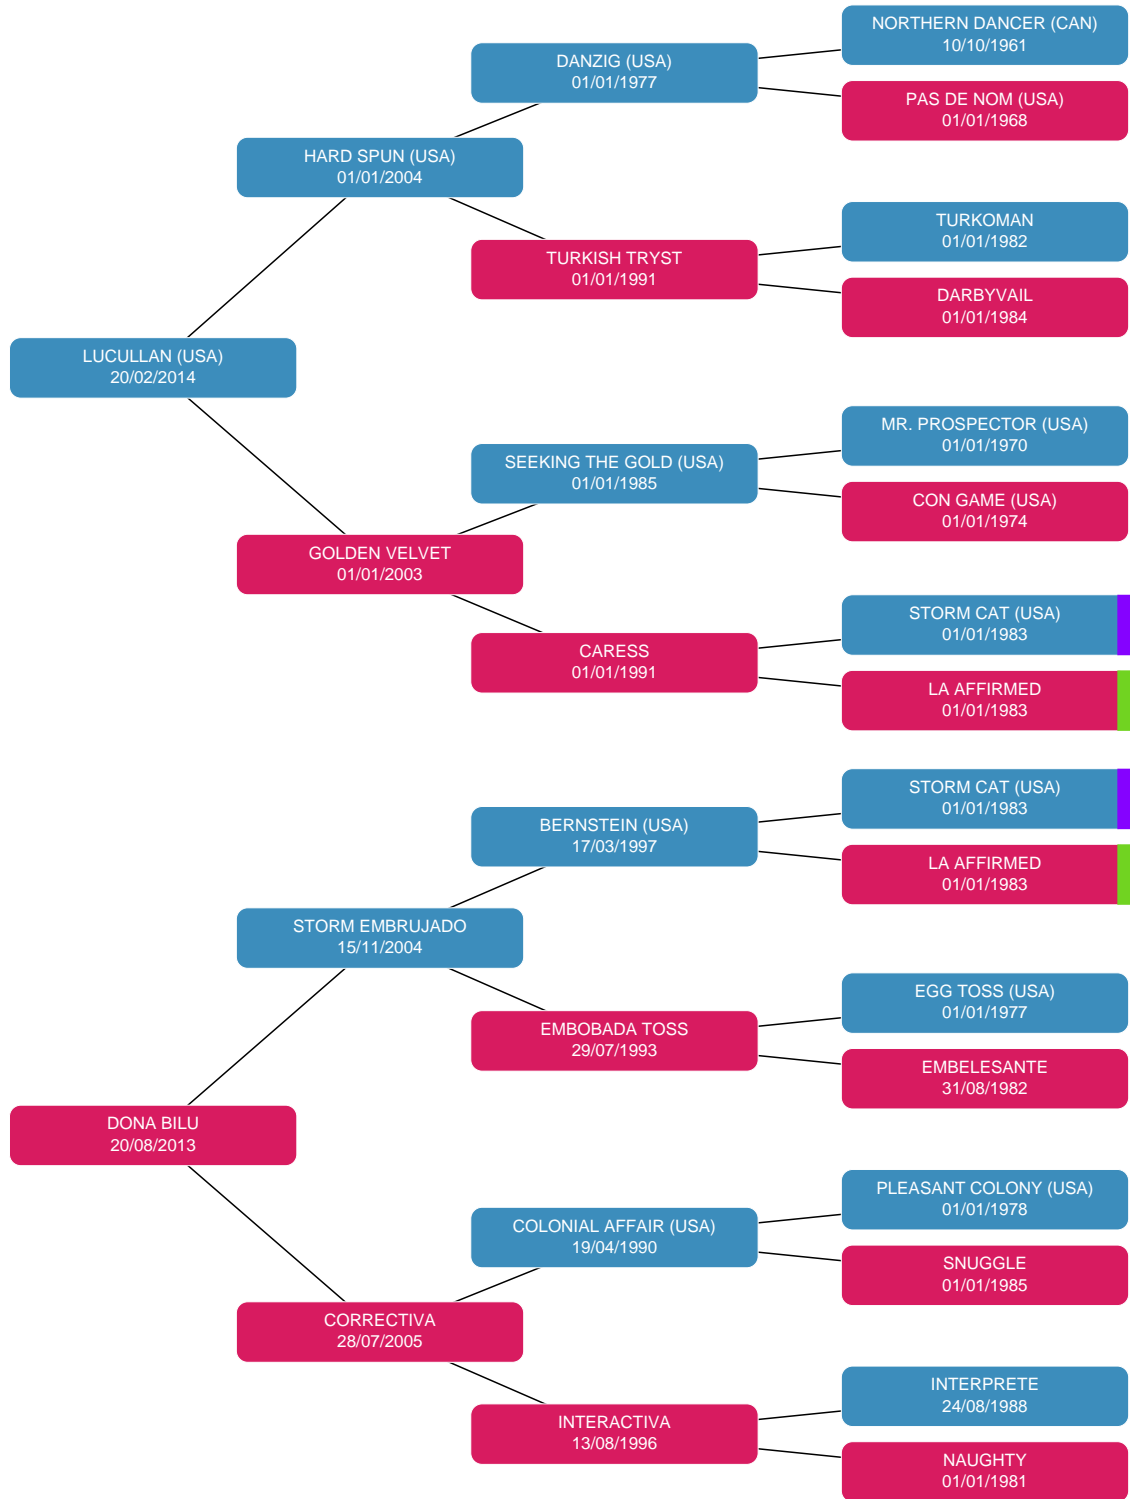 NORTHERN DANCER (CAN)
10/10/1961
DANZIG (USA)
01/01/1977
PAS DE NOM (USA)
01/01/1968
HARD SPUN (USA)
01/01/2004
TURKOMAN
01/01/1982
TURKISH TRYST
01/01/1991
DARBYVAIL
01/01/1984
LUCULLAN (USA)
20/02/2014
MR. PROSPECTOR (USA)
01/01/1970
SEEKING THE GOLD (USA)
01/01/1985
CON GAME (USA)
01/01/1974
GOLDEN VELVET
01/01/2003
STORM CAT (USA)
01/01/1983
CARESS
01/01/1991
LA AFFIRMED
01/01/1983
STORM CAT (USA)
01/01/1983
BERNSTEIN (USA)
17/03/1997
LA AFFIRMED
01/01/1983
STORM EMBRUJADO
15/11/2004
EGG TOSS (USA)
01/01/1977
EMBOBADA TOSS
29/07/1993
EMBELESANTE
31/08/1982
DONA BILU
20/08/2013
PLEASANT COLONY (USA)
01/01/1978
COLONIAL AFFAIR (USA)
19/04/1990
SNUGGLE
01/01/1985
CORRECTIVA
28/07/2005
INTERPRETE
24/08/1988
INTERACTIVA
13/08/1996
NAUGHTY
01/01/1981